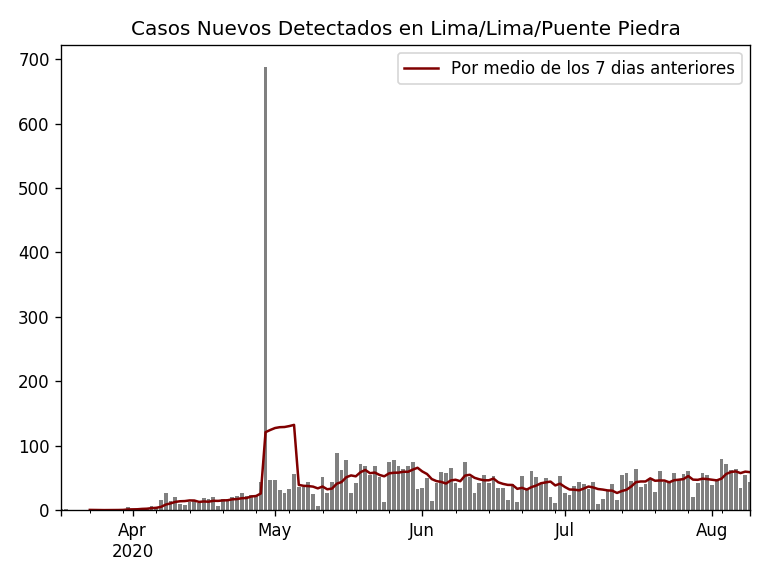 Casos Nuevos Detectados en Lima/Lima/Puente Piedra
Por medio de los 7 dias anteriores
700
600
500
400
300
200
100
0
Apr
2020
May
Jun
Jul
Aug